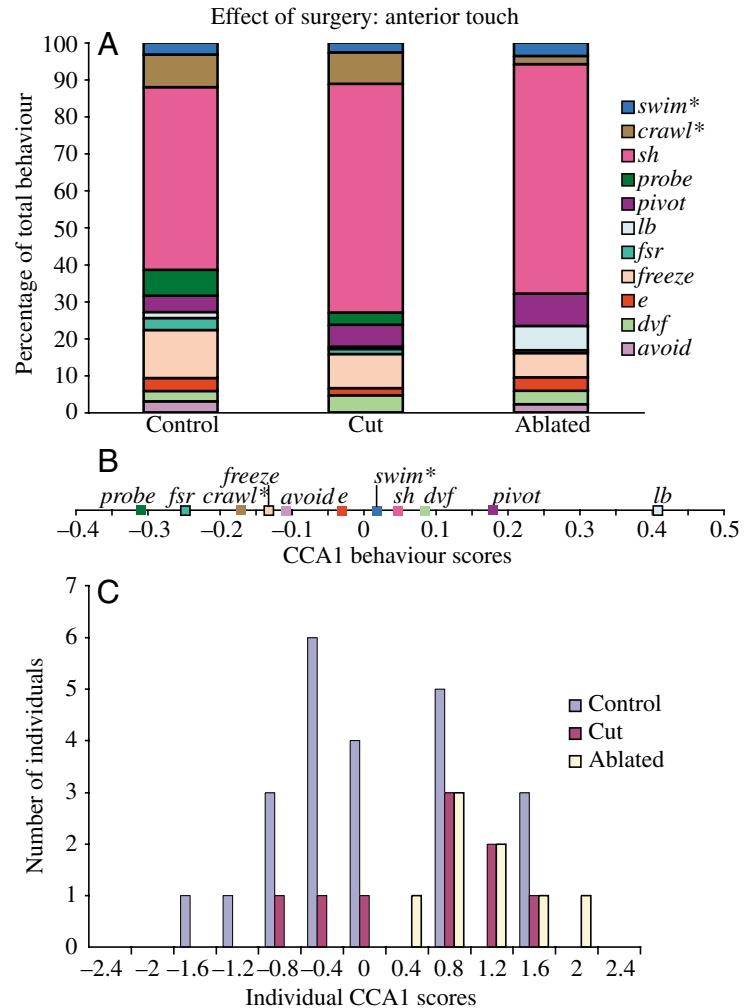 Effect of surgery: anterior touch
A
100
90
80
70
60
50
40
30
20
10
0
Percentage of total behaviour
Control Cut Ablated
swim*
crawl*
sh
probe
pivot
lb
fsr
freeze
e
dvf
avoid
B
freeze swim*
probe fsr crawl* avoid e sh dvf pivot lb
–0.4 –0.3 –0.2 –0.1 0 0.1 0.2 0.3 0.4 0.5
CCA1 behaviour scores
C
7
6
5
4
3
2
1
0
Number of individuals
Control
Cut
Ablated
–2.4 –2 –1.6 –1.2 –0.8 –0.4 0 0.4 0.8 1.2 1.6 2 2.4
Individual CCA1 scores